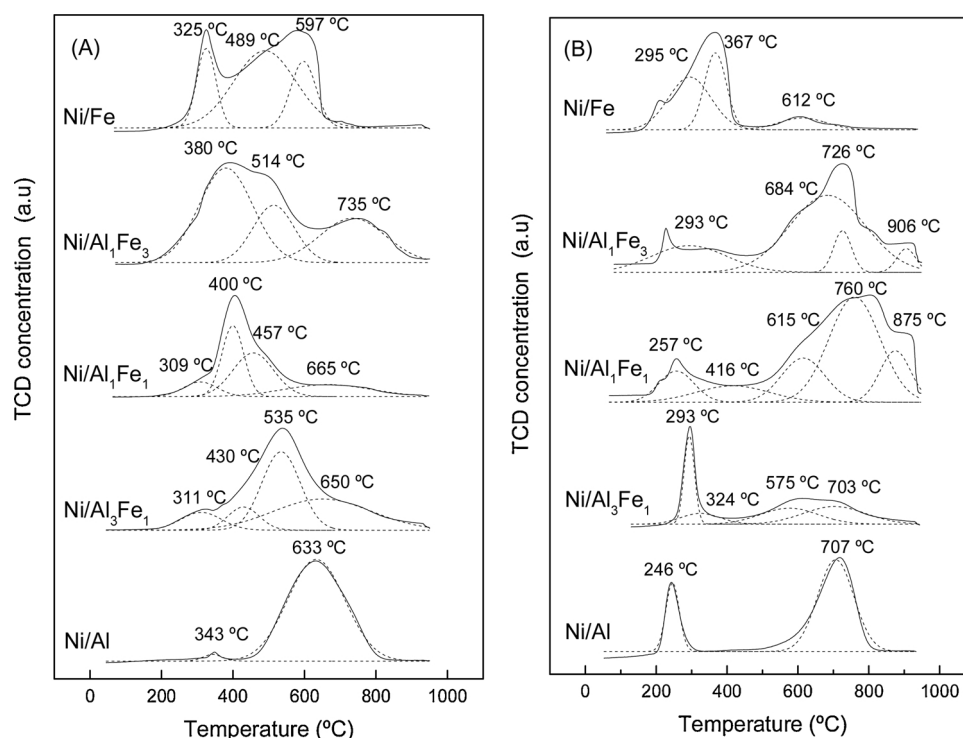 (A)
325 ºC
489 ºC
597 ºC
Ni/Fe
380 ºC
514 ºC
735 ºC
Ni/Al₁Fe₃
400 ºC
457 ºC
309 ºC
665 ºC
Ni/Al₁Fe₁
535 ºC
430 ºC
650 ºC
311 ºC
Ni/Al₃Fe₁
633 ºC
343 ºC
Ni/Al
TCD concentration (a.u)
0 200 400 600 800 1000
Temperature (ºC)
(B)
295 ºC
367 ºC
612 ºC
Ni/Fe
726 ºC
684 ºC
293 ºC
906 ºC
Ni/Al₁Fe₃
760 ºC
615 ºC
875 ºC
257 ºC
416 ºC
Ni/Al₁Fe₁
293 ºC
575 ºC
703 ºC
324 ºC
Ni/Al₃Fe₁
707 ºC
246 ºC
Ni/Al
TCD concentration (a.u)
0 200 400 600 800 1000
Temperature (ºC)